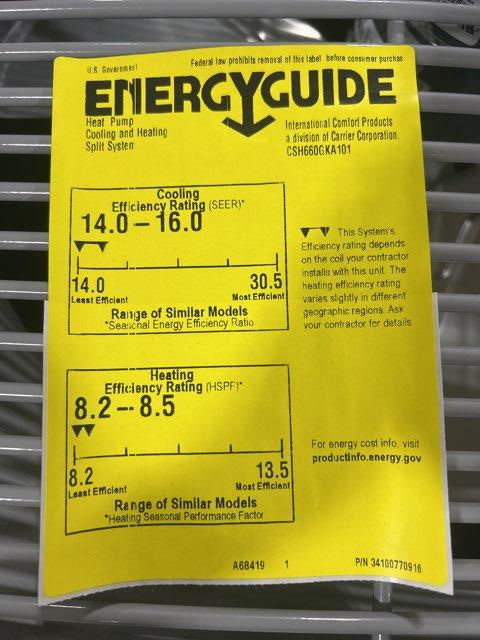 U.S. Government
Federal law prohibits removal of this label before consumer purchas
ENERGYGUIDE
Heat Pump
Cooling and Heating
Split System
International Comfort Products
a division of Carrier Corporation.
CSH660GKA101
Cooling
Efficiency Rating (SEER)*
14.0 – 16.0
14.0
30.5
Least Efficient
Most Efficient
Range of Similar Models
*Seasonal Energy Efficiency Ratio
This System's
Efficiency rating depends
on the coil your contractor
installs with this unit. The
heating efficiency rating
varies slightly in different
geographic regions. Ask
your contractor for details
Heating
Efficiency Rating (HSPF)*
8.2 -- 8.5
8.2
13.5
Least Efficient
Most Efficient
Range of Similar Models
*Heating Seasonal Performance Factor
For energy cost info, visit
productinfo.energy.gov
A68419 1
P/N 34100770916